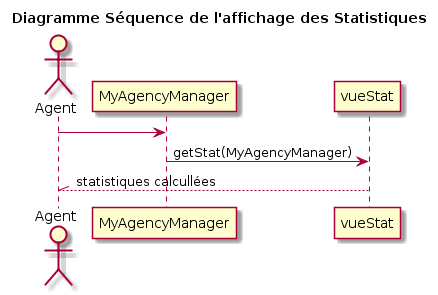 Diagramme Séquence de l'affichage des Statistiques
Agent
MyAgencyManager
vueStat
getStat(MyAgencyManager)
statistiques calcullées
Agent
MyAgencyManager
vueStat